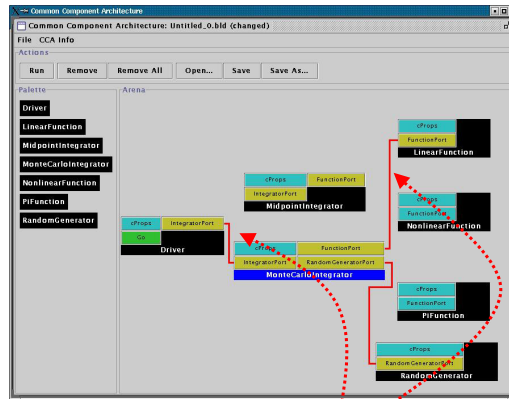 Common Component Architecture
Common Component Architecture: Untitled_0.bld (changed)
File CCA Info
Actions
Run Remove Remove All Open... Save Save As...
Palette
Driver
LinearFunction
MidpointIntegrator
MonteCarloIntegrator
NonlinearFunction
PiFunction
RandomGenerator
Arena
cProps
FunctionPort
LinearFunction
cProps FunctionPort
IntegratorPort
MidpointIntegrator
cProps
FunctionPort
NonlinearFunction
cProps IntegratorPort
Go
Driver
cProps FunctionPort
IntegratorPort RandomGeneratorPort
MonteCarloIntegrator
cProps
FunctionPort
PiFunction
cProps
RandomGeneratorPort
RandomGenerator